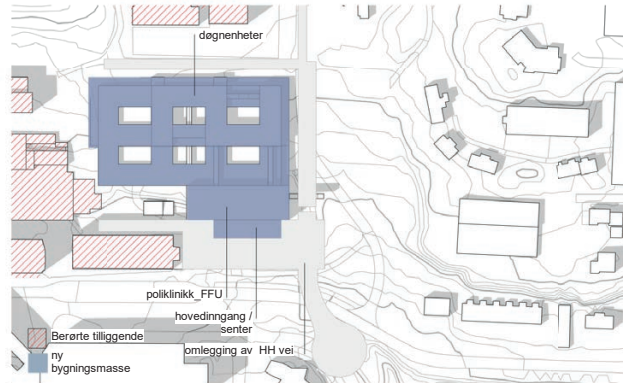 døgnenheter
poliklinikk_FFU
hovedinngang /
senter
omlegging av HH vei
Berørte tilliggende
ny
bygningsmasse